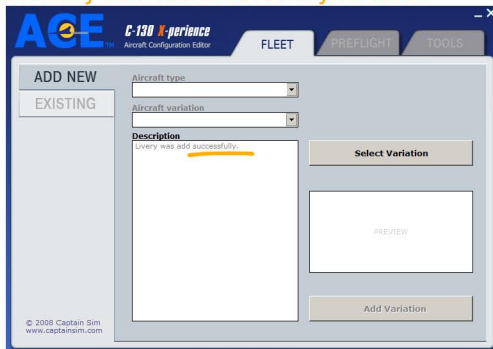 ACE TM
C-130 X-perience
Aircraft Configuration Editor
FLEET
PREFLIGHT
TOOLS
ADD NEW
EXISTING
Aircraft type
Aircraft variation
Description
Livery was add successfully.
Select Variation
PREVIEW
Add Variation
© 2008 Captain Sim
www.captainsim.com